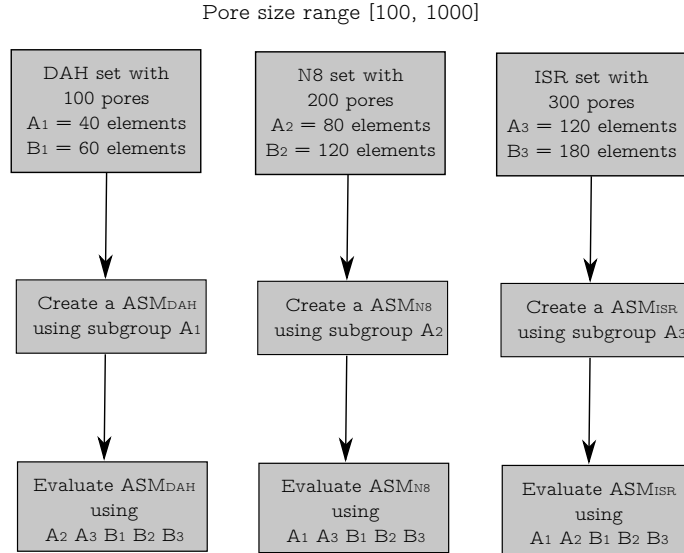 Pore size range [100, 1000]
DAH set with
100 pores
A1 = 40 elements
B1 = 60 elements
N8 set with
200 pores
A2 = 80 elements
B2 = 120 elements
ISR set with
300 pores
A3 = 120 elements
B3 = 180 elements
Create a ASMDAH
using subgroup A1
Create a ASMN8
using subgroup A2
Create a ASMISR
using subgroup A3
Evaluate ASMDAH
using
A2 A3 B1 B2 B3
Evaluate ASMN8
using
A1 A3 B1 B2 B3
Evaluate ASMISR
using
A1 A2 B1 B2 B3